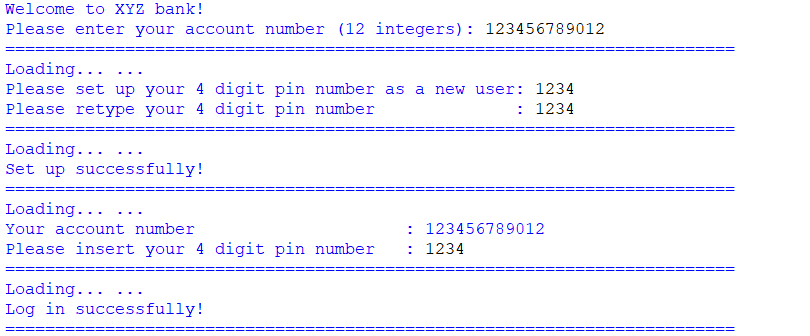 Welcome to XYZ bank!
Please enter your account number (12 integers): 123456789012
=========================================================================
Loading... ...
Please set up your 4 digit pin number as a new user: 1234
Please retype your 4 digit pin number              : 1234
=========================================================================
Loading... ...
Set up successfully!
=========================================================================
Loading... ...
Your account number                     : 123456789012
Please insert your 4 digit pin number   : 1234
=========================================================================
Loading... ...
Log in successfully!
=========================================================================